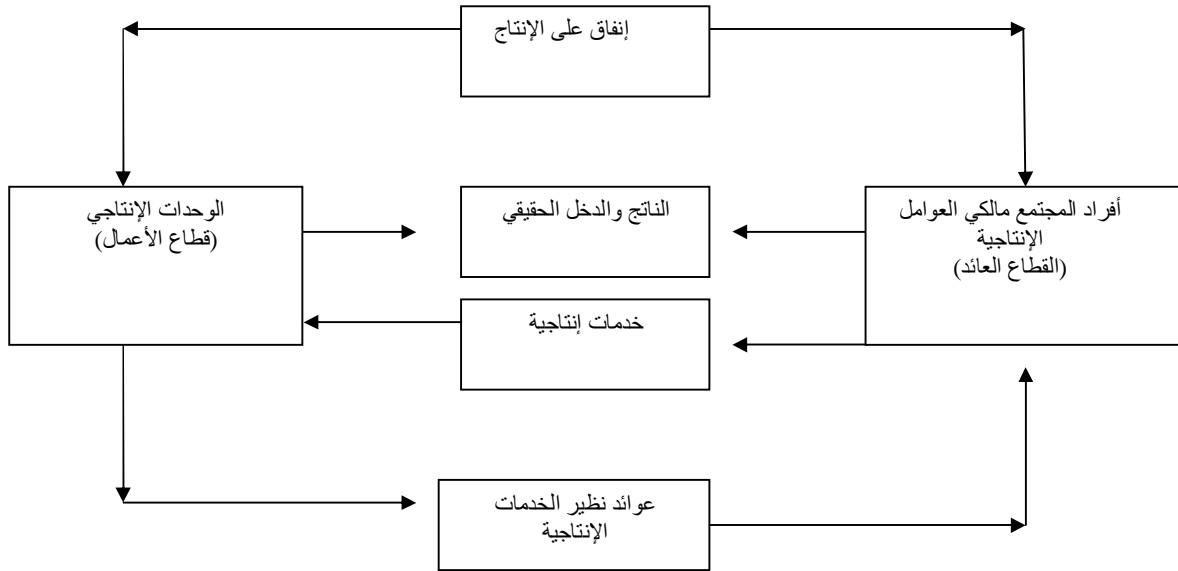 إنفاق على الإنتاج
أفراد المجتمع مالكي العوامل
الإنتاجية
(القطاع العائد)
الناتج والدخل الحقيقي
الوحدات الإنتاجي
(قطاع الأعمال)
خدمات إنتاجية
عوائد نظير الخدمات
الإنتاجية